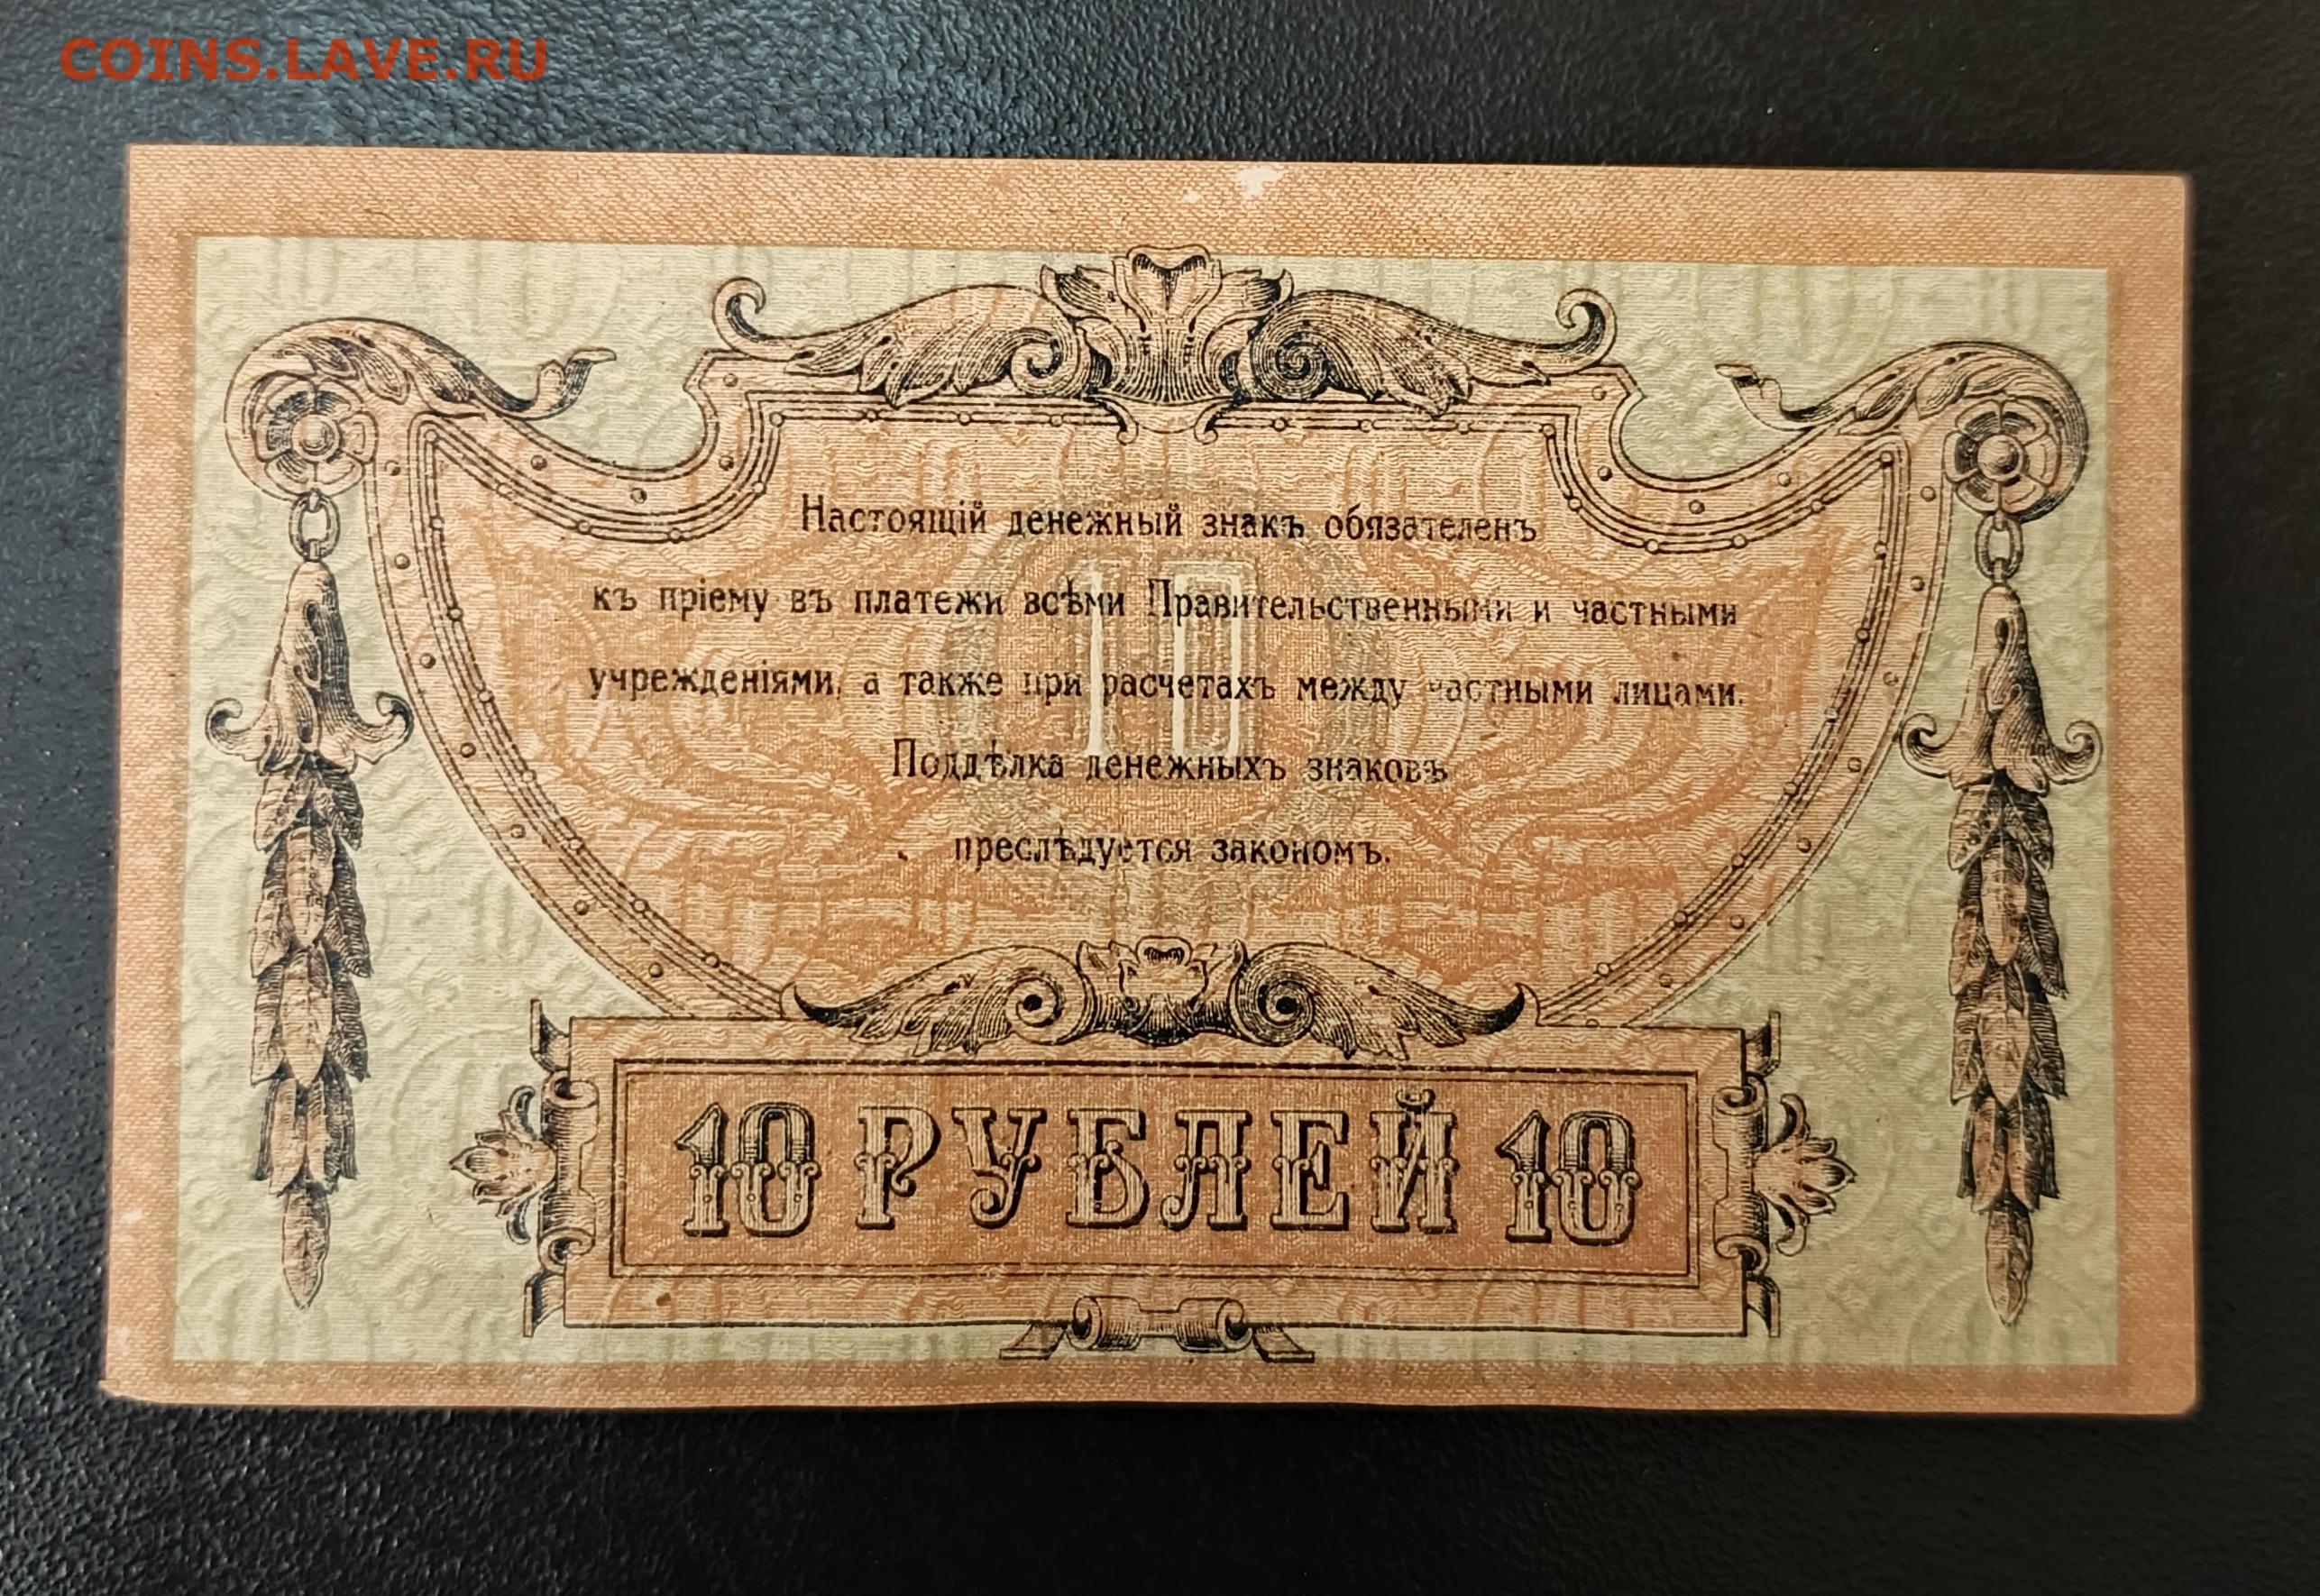 COINS.LAVE.RU
Настоящій денежный знакъ обязателенъ
къ пріему въ платежи всѣми Правительственными и частными
учрежденіями, а также при расчетахъ между частными лицами.
10
Поддѣлка денежныхъ знаковъ
преслѣдуется закономъ.
10 РУБЛЕЙ 10